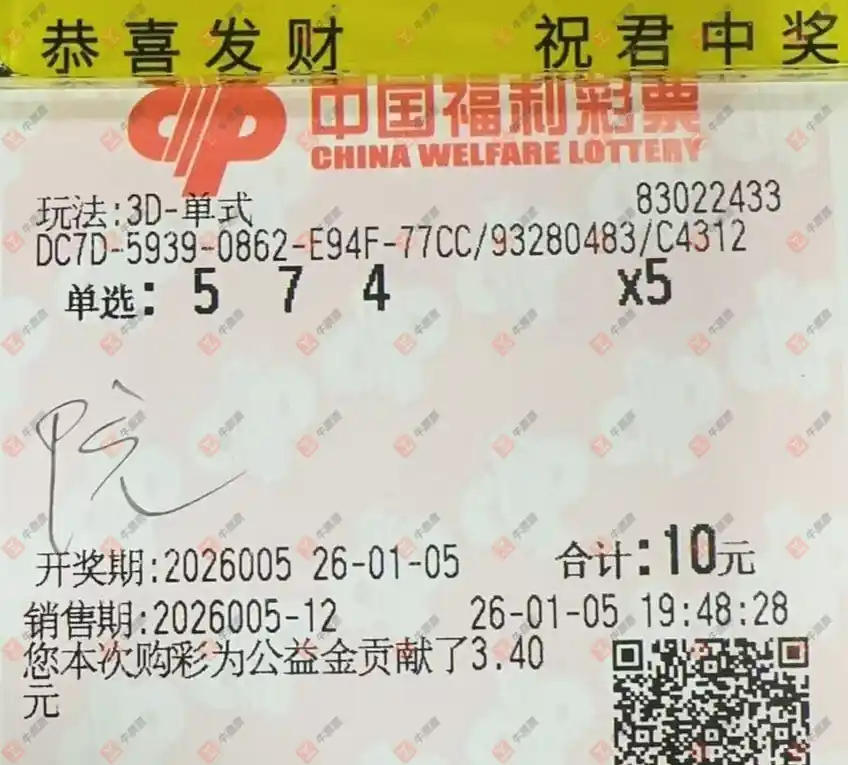 恭喜发财 祝君中奖
中国福利彩票
CHINA WELFARE LOTTERY
玩法:3D-单式 83022433
DC7D-5939-0862-E94F-77CC/93280483/C4312
单选: 5 7 4 x5
开奖期:2026005 26-01-05 合计:10元
销售期:2026005-12 26-01-05 19:48:28
您本次购彩为公益金贡献了3.40
元